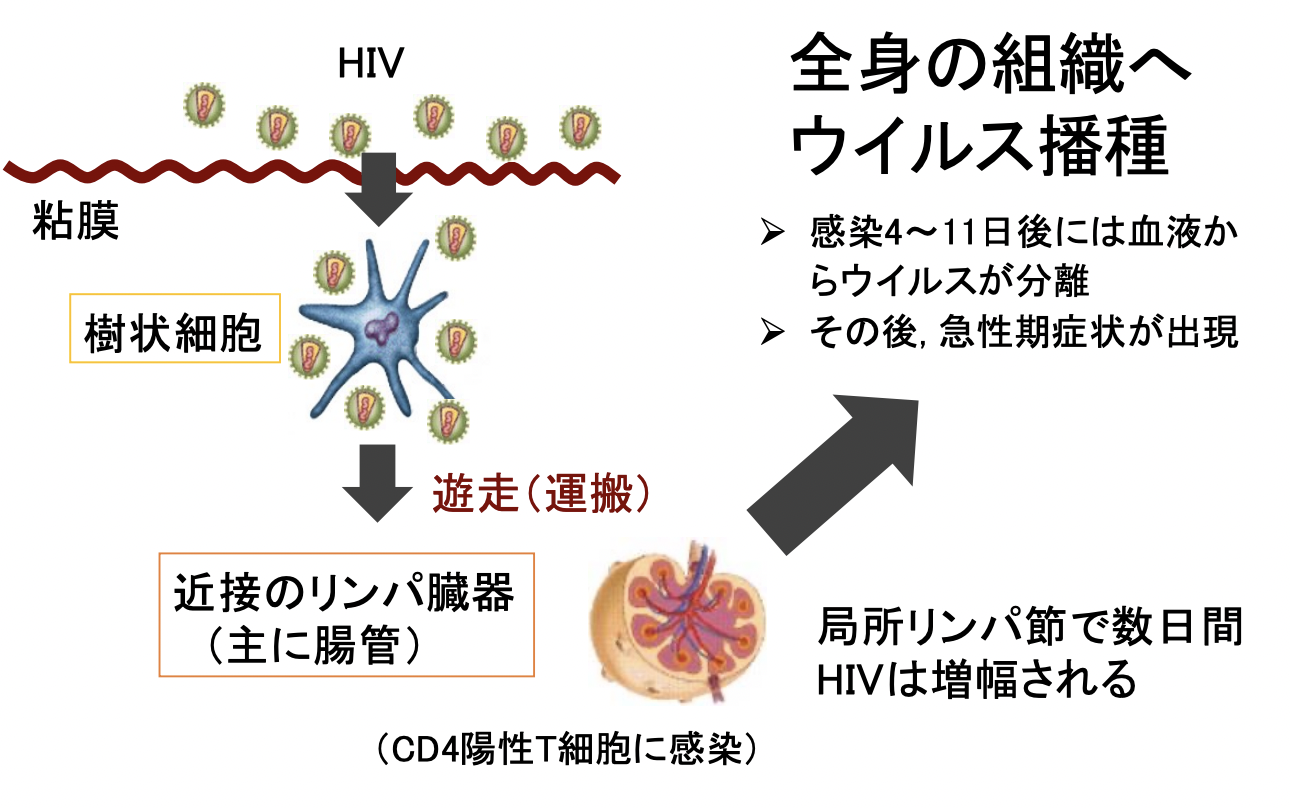 HIV
粘膜
樹状細胞
遊走（運搬）
近接のリンパ臓器
（主に腸管）
（CD4陽性T細胞に感染）
局所リンパ節で数日間
HIVは増幅される
全身の組織へ
ウイルス播種
➢ 感染4～11日後には血液か
らウイルスが分離
➢ その後, 急性期症状が出現